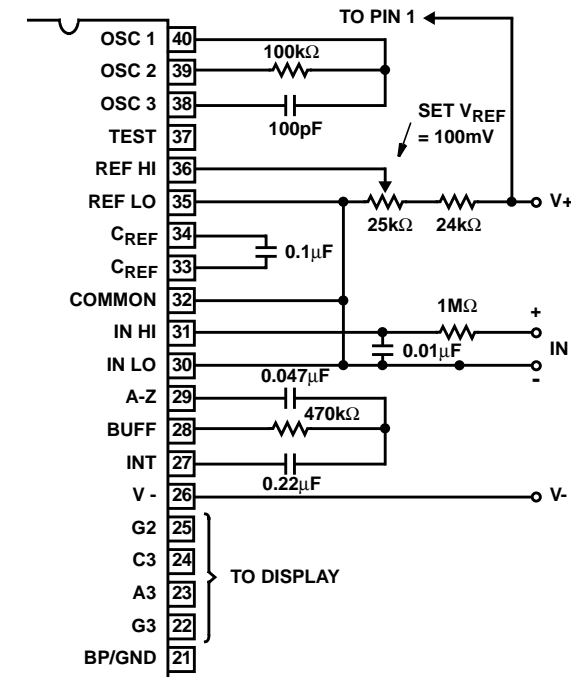 TO PIN 1
OSC 1 40
100kΩ
OSC 2 39
OSC 3 38
100pF
TEST 37
SET VREF
= 100mV
REF HI 36
REF LO 35
V+
25kΩ 24kΩ
CREF 34
0.1µF
CREF 33
COMMON 32
1MΩ
+
IN HI 31
IN
0.01µF
IN LO 30
-
0.047µF
A-Z 29
470kΩ
BUFF 28
INT 27
0.22µF
V - 26
V-
G2 25
C3 24
TO DISPLAY
A3 23
G3 22
BP/GND 21